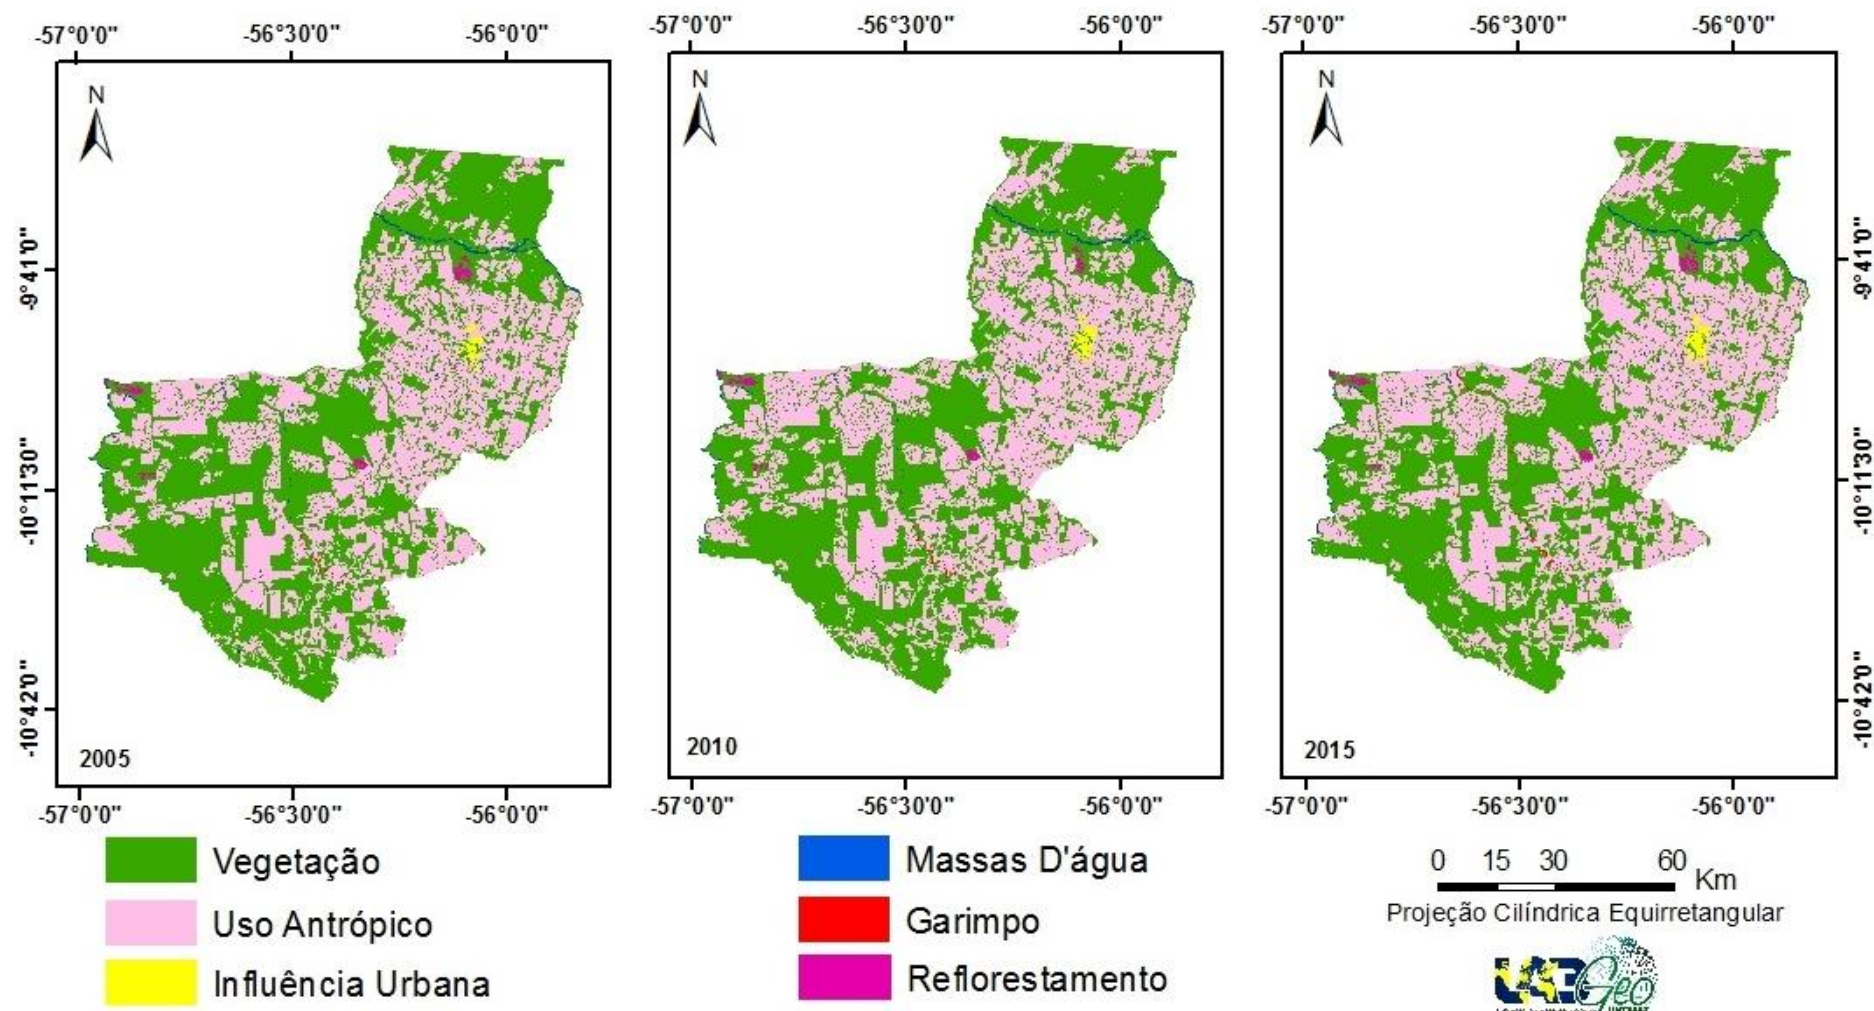 -57°0'0" -56°30'0" -56°0'0"
-57°0'0" -56°30'0" -56°0'0"
-57°0'0" -56°30'0" -56°0'0"
N
N
N
-9°41'0"
-10°11'30"
-10°42'0"
-9°41'0"
-10°11'30"
-10°42'0"
2005
2010
2015
-57°0'0" -56°30'0" -56°0'0"
-57°0'0" -56°30'0" -56°0'0"
-57°0'0" -56°30'0" -56°0'0"
Vegetação
Uso Antrópico
Influência Urbana
Massas D'água
Garimpo
Reflorestamento
0 15 30 60 Km
Projeção Cilíndrica Equirretangular
LAB Geo